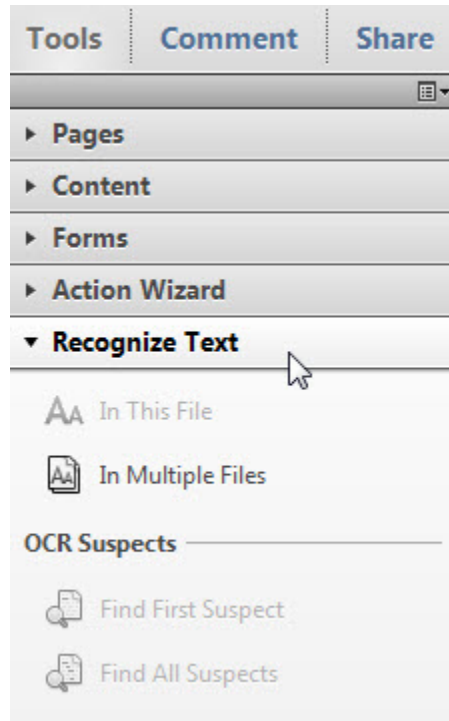 Tools Comment Share
Pages
Content
Forms
Action Wizard
Recognize Text
In This File
In Multiple Files
OCR Suspects
Find First Suspect
Find All Suspects